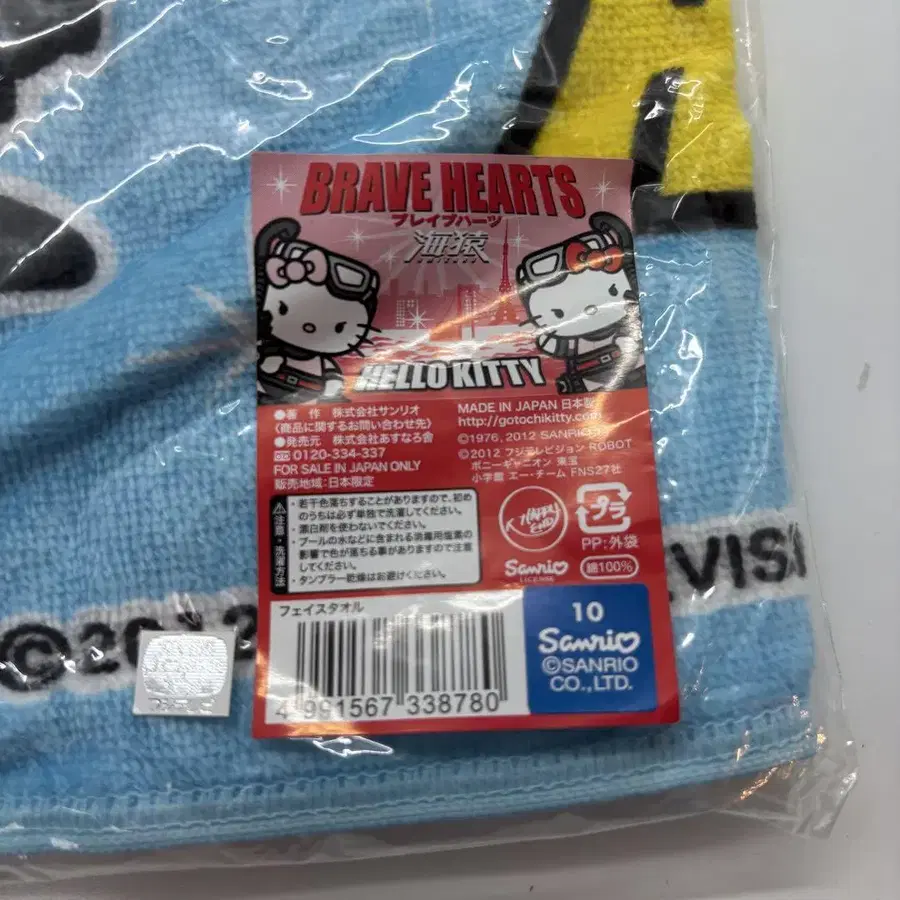 BRAVE HEARTS
ブレイブハーツ
海猿
UMIZARU
HELLO KITTY
●著 作 株式会社サンリオ
〈商品に関するお問い合わせ先〉
●発売元 株式会社あすなろ舎
0120-334-337
FOR SALE IN JAPAN ONLY
販売地域:日本限定
MADE IN JAPAN 日本製
http://gotochikitty.com
©1976, 2012 SANRIO
©2012 フジテレビジョン ROBOT
ポニーキャニオン 東宝
小学館 エー・チーム FNS27社
注意・洗濯方法
・若干色落ちすることがありますので、初め
のうちは必ず単独で洗濯してください。
・漂白剤を使わないでください。
・プールの水などに含まれる消毒用塩素の
影響で色が落ちる事がありますので注意
してください。
・タンブラー乾燥はお避けください。
HAPPY END
プラ
PP:外袋
Sanrio
LICENSE
綿100%
フェイスタオル
4 991567 338780
10
Sanrio
©SANRIO
CO.,LTD.
©2012
VISI